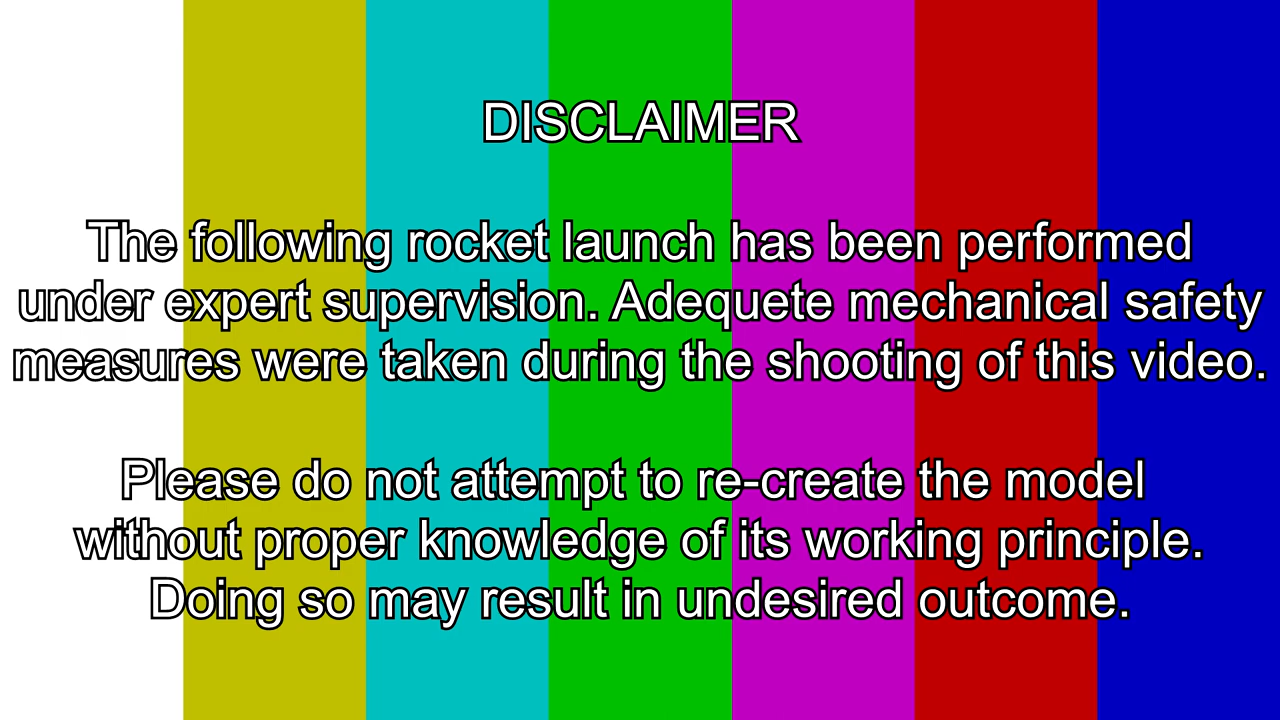 DISCLAIMER
The following rocket launch has been performed
under expert supervision. Adequete mechanical safety
measures were taken during the shooting of this video.
Please do not attempt to re-create the model
without proper knowledge of its working principle.
Doing so may result in undesired outcome.